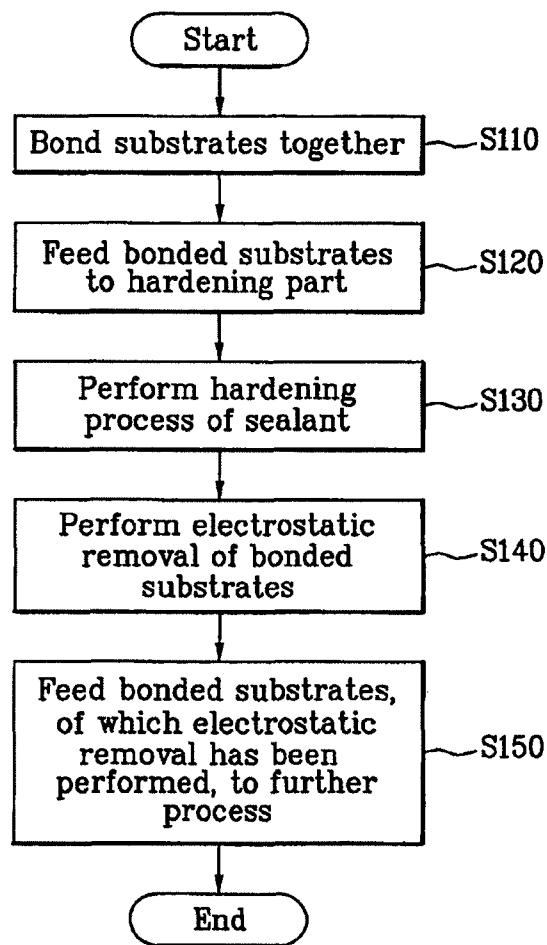 Start
Bond substrates together
S110
Feed bonded substrates
to hardening part
S120
Perform hardening
process of sealant
S130
Perform electrostatic
removal of bonded
substrates
S140
Feed bonded substrates,
of which electrostatic
removal has been
performed, to further
process
S150
End